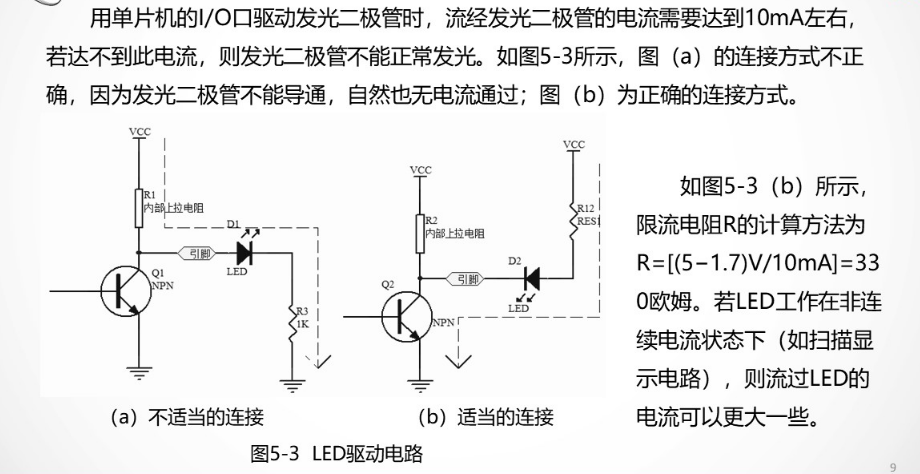 用单片机的I/O口驱动发光二极管时，流经发光二极管的电流需要达到10mA左右，
若达不到此电流，则发光二极管不能正常发光。如图5-3所示，图（a）的连接方式不正
确，因为发光二极管不能导通，自然也无电流通过；图（b）为正确的连接方式。
VCC
R1
内部上拉电阻
D1
引脚
LED
Q1
NPN
R3
1K
VCC
VCC
R12
RES1
R2
内部上拉电阻
D2
引脚
LED
Q2
NPN
如图5-3（b）所示，
限流电阻R的计算方法为
R=[(5−1.7)V/10mA]=33
0欧姆。若LED工作在非连
续电流状态下（如扫描显
示电路），则流过LED的
电流可以更大一些。
（a）不适当的连接
（b）适当的连接
图5-3 LED驱动电路
9